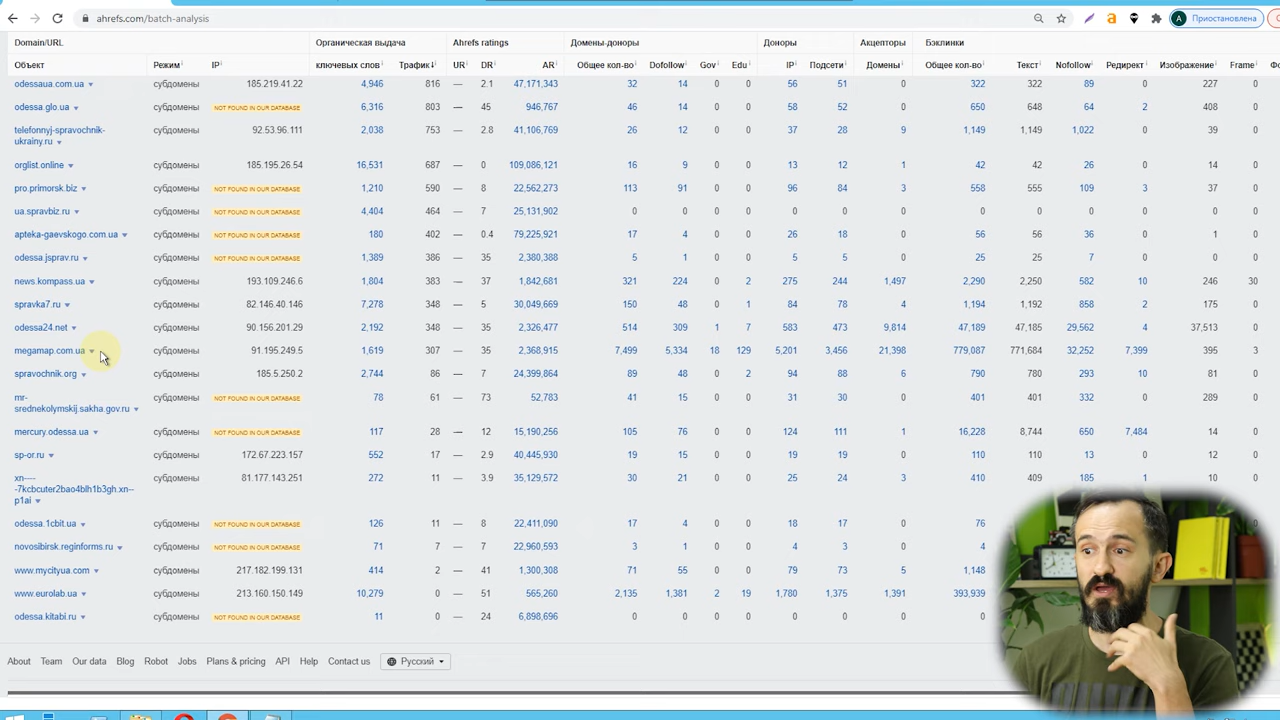 ahrefs.com/batch-analysis
A Приостановлена
Domain/URL Органическая выдача Ahrefs ratings Домены-доноры Доноры Акцепторы Бэклинки
Объект Режим IP ключевых слов Трафик UR DR AR Общее кол-во Dofollow Gov Edu IP Подсети Домены Общее кол-во Текст Nofollow Редирект Изображение Frame
odessaua.com.ua субдомены 185.219.41.22 4,946 816 — 2.1 47,171,343 32 14 0 0 56 51 0 322 322 89 0 227 0
odessa.glo.ua субдомены NOT FOUND IN OUR DATABASE 6,316 803 — 45 946,767 46 14 0 0 58 52 0 650 648 64 2 408 0
telefonnyj-spravochnik-
ukrainy.ru субдомены 92.53.96.111 2,038 753 — 2.8 41,106,769 26 12 0 0 37 28 9 1,149 1,149 1,022 0 39 0
orglist.online субдомены 185.195.26.54 16,531 687 — 0 109,086,121 16 9 0 0 13 12 1 42 42 26 0 14 0
pro.primorsk.biz субдомены NOT FOUND IN OUR DATABASE 1,210 590 — 8 22,562,273 113 91 0 0 96 84 3 558 555 109 3 37 0
ua.spravbiz.ru субдомены NOT FOUND IN OUR DATABASE 4,404 464 — 7 25,131,902 0 0 0 0 0 0 0 0 0 0 0 0 0
apteka-gaevskogo.com.ua субдомены NOT FOUND IN OUR DATABASE 180 402 — 0.4 79,225,921 17 4 0 0 26 18 0 56 56 36 0 1 0
odessa.jsprav.ru субдомены NOT FOUND IN OUR DATABASE 1,389 386 — 35 2,380,388 5 1 0 0 5 5 0 25 25 7 0 0 0
news.kompass.ua субдомены 193.109.246.6 1,804 383 — 37 1,842,681 321 224 0 2 275 244 1,497 2,290 2,250 582 10 246 30
spravka7.ru субдомены 82.146.40.146 7,278 348 — 5 30,049,669 150 48 0 1 84 78 4 1,194 1,192 858 2 175 0
odessa24.net субдомены 90.156.201.29 2,192 348 — 35 2,326,477 514 309 1 7 583 473 9,814 47,189 47,185 29,562 4 37,513 0
megamap.com.ua субдомены 91.195.249.5 1,619 307 — 35 2,368,915 7,499 5,334 18 129 5,201 3,456 21,398 779,087 771,684 32,252 7,399 395 3
spravochnik.org субдомены 185.5.250.2 2,744 86 — 7 24,399,864 89 48 0 2 94 88 6 790 780 293 10 81 0
mr-
srednekolymskij.sakha.gov.ru субдомены NOT FOUND IN OUR DATABASE 78 61 — 73 52,783 41 15 0 0 31 30 0 401 401 332 0 289 0
mercury.odessa.ua субдомены NOT FOUND IN OUR DATABASE 117 28 — 12 15,190,256 105 76 0 0 124 111 1 16,228 8,744 650 7,484 14 0
sp-or.ru субдомены 172.67.223.157 552 17 — 2.9 40,445,930 19 15 0 0 19 19 0 110 110 13 0 12 0
xn----
-7kcbcuter2bao4blh1b3gh.xn--
p1ai субдомены 81.177.143.251 272 11 — 3.9 35,129,572 30 21 0 0 25 24 3 410 409 185 1 10 0
odessa.1cbit.ua субдомены NOT FOUND IN OUR DATABASE 126 11 — 8 22,411,090 17 4 0 0 18 17 0 76
novosibirsk.reginforms.ru субдомены NOT FOUND IN OUR DATABASE 71 7 — 7 22,960,593 3 1 0 0 4 3 0 4
www.mycityua.com субдомены 217.182.199.131 414 2 — 41 1,300,308 71 55 0 0 79 73 5 1,148
www.eurolab.ua субдомены 213.160.150.149 10,279 0 — 51 565,260 2,135 1,381 2 19 1,780 1,375 1,391 393,939
odessa.kitabi.ru субдомены NOT FOUND IN OUR DATABASE 11 0 — 24 6,898,696 0 0 0 0 0 0 0 0
About Team Our data Blog Robot Jobs Plans & pricing API Help Contact us Русский